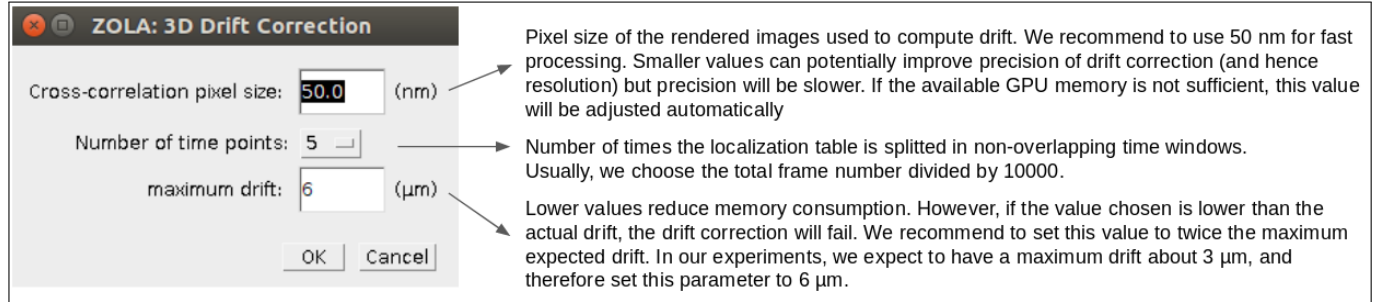 ZOLA: 3D Drift Correction
Cross-correlation pixel size: 50.0 (nm)
Number of time points: 5
maximum drift: 6 (μm)
OK Cancel
Pixel size of the rendered images used to compute drift. We recommend to use 50 nm for fast
processing. Smaller values can potentially improve precision of drift correction (and hence
resolution) but precision will be slower. If the available GPU memory is not sufficient, this value
will be adjusted automatically
Number of times the localization table is splitted in non-overlapping time windows.
Usually, we choose the total frame number divided by 10000.
Lower values reduce memory consumption. However, if the value chosen is lower than the
actual drift, the drift correction will fail. We recommend to set this value to twice the maximum
expected drift. In our experiments, we expect to have a maximum drift about 3 μm, and
therefore set this parameter to 6 μm.